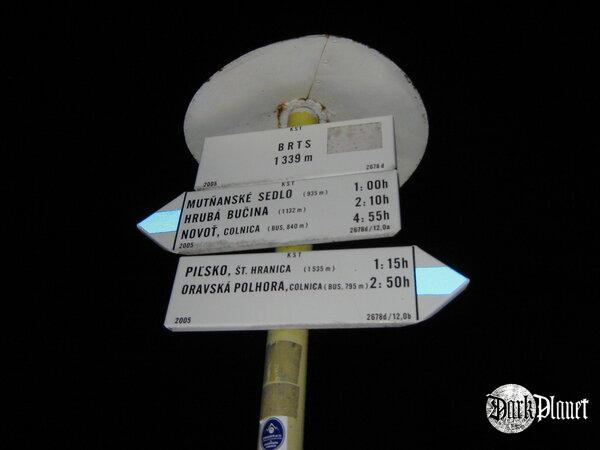 KST
BRTS
1339 m
2678d
2005
KST
MUTŇANSKÉ SEDLO (935 m) 1:00h
HRUBÁ BUČINA (1132 m) 2:10h
NOVOŤ, COLNICA (BUS, 840 m) 4:55h
2005 2678d/12,0a
KST
PIĽSKO, ŠT. HRANICA (1535 m) 1:15h
ORAVSKÁ POLHORA, COLNICA (BUS, 795 m) 2:50h
2005 2678d/12,0b
DarkPlanet